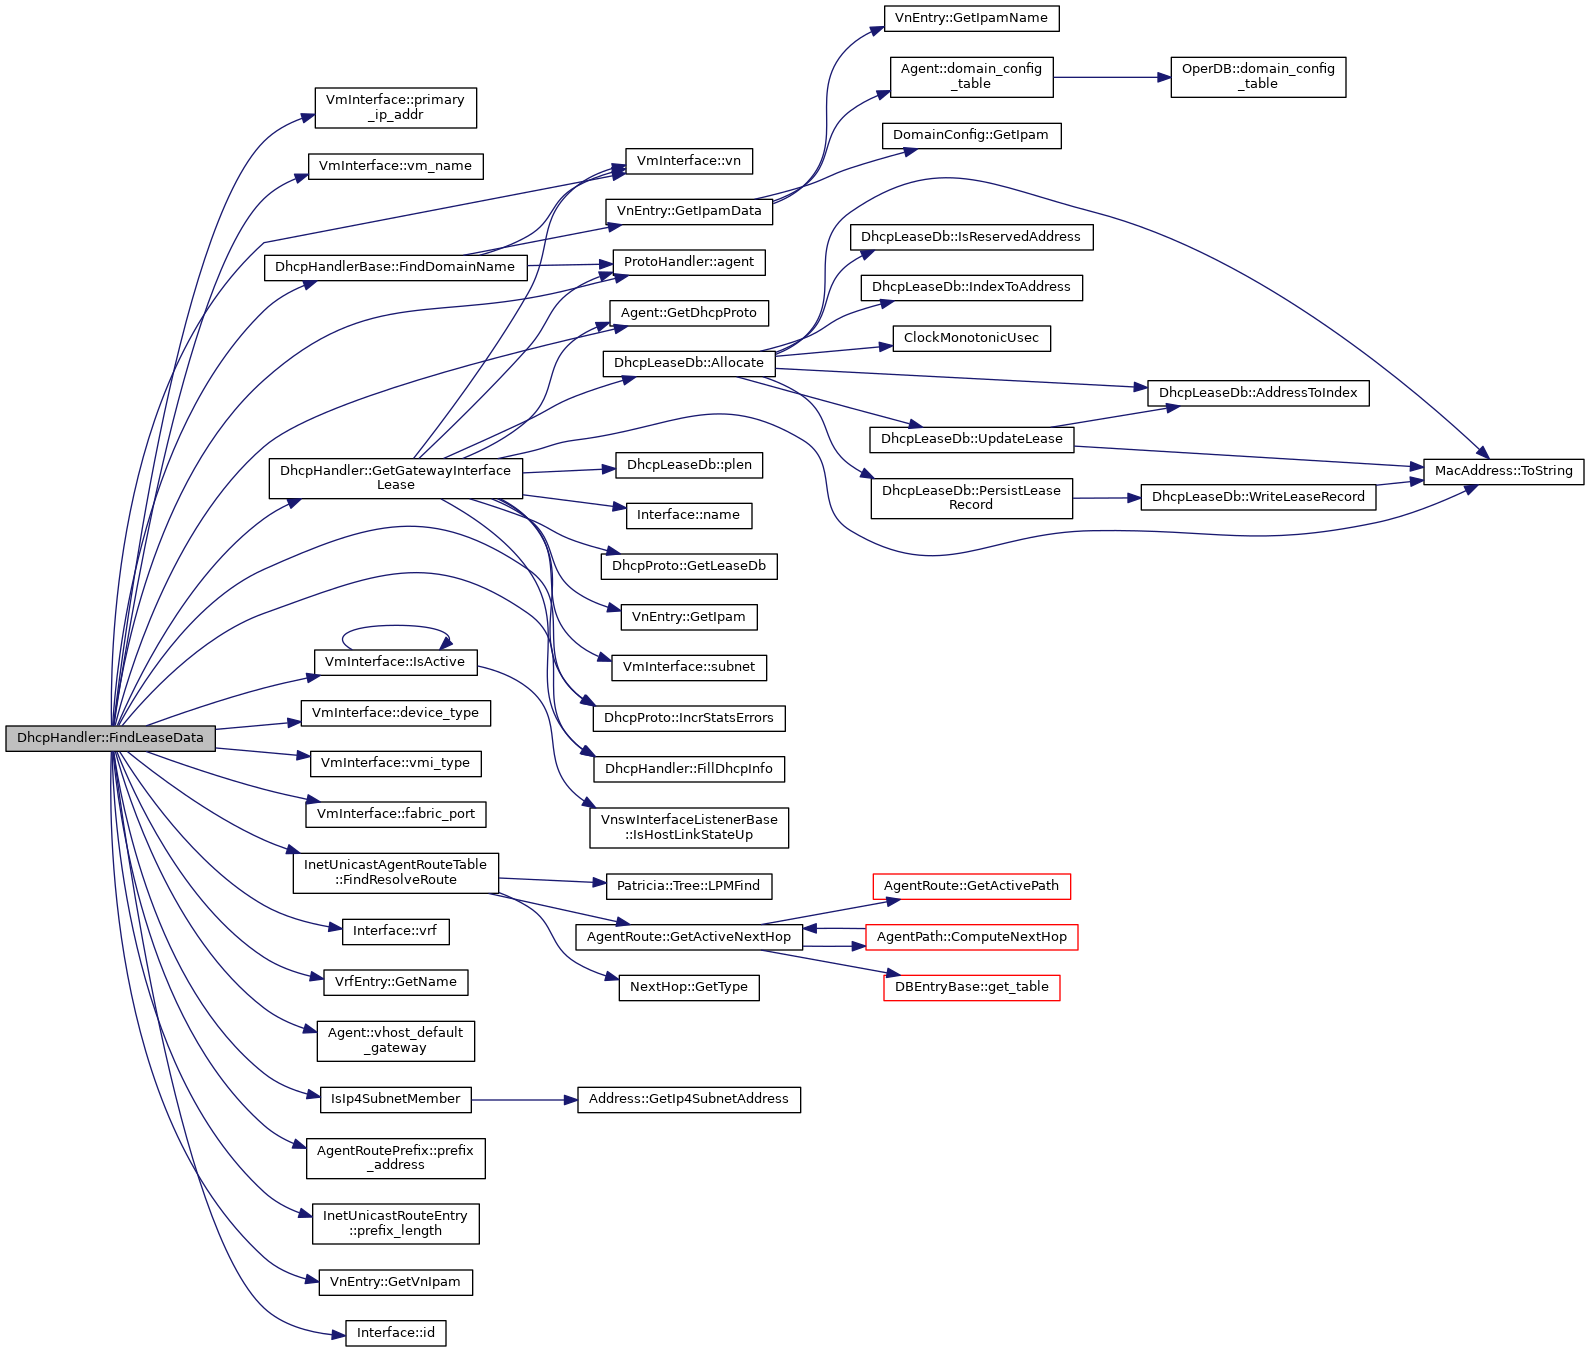 DhcpHandler::FindLeaseData
VmInterface::primary
_ip_addr
VmInterface::vm_name
DhcpHandlerBase::FindDomainName
DhcpHandler::GetGatewayInterface
Lease
VmInterface::IsActive
VmInterface::device_type
VmInterface::vmi_type
VmInterface::fabric_port
InetUnicastAgentRouteTable
::FindResolveRoute
Interface::vrf
VrfEntry::GetName
Agent::vhost_default
_gateway
IsIp4SubnetMember
AgentRoutePrefix::prefix
_address
InetUnicastRouteEntry
::prefix_length
VnEntry::GetVnIpam
Interface::id
VmInterface::vn
VnEntry::GetIpamData
ProtoHandler::agent
Agent::GetDhcpProto
DhcpLeaseDb::Allocate
DhcpLeaseDb::plen
Interface::name
DhcpProto::GetLeaseDb
VnEntry::GetIpam
VmInterface::subnet
DhcpProto::IncrStatsErrors
DhcpHandler::FillDhcpInfo
VnswInterfaceListenerBase
::IsHostLinkStateUp
Patricia::Tree::LPMFind
AgentRoute::GetActiveNextHop
NextHop::GetType
Address::GetIp4SubnetAddress
VnEntry::GetIpamName
Agent::domain_config
_table
DomainConfig::GetIpam
DhcpLeaseDb::IsReservedAddress
DhcpLeaseDb::IndexToAddress
ClockMonotonicUsec
DhcpLeaseDb::UpdateLease
DhcpLeaseDb::PersistLease
Record
AgentRoute::GetActivePath
AgentPath::ComputeNextHop
DBEntryBase::get_table
OperDB::domain_config
_table
DhcpLeaseDb::AddressToIndex
DhcpLeaseDb::WriteLeaseRecord
MacAddress::ToString